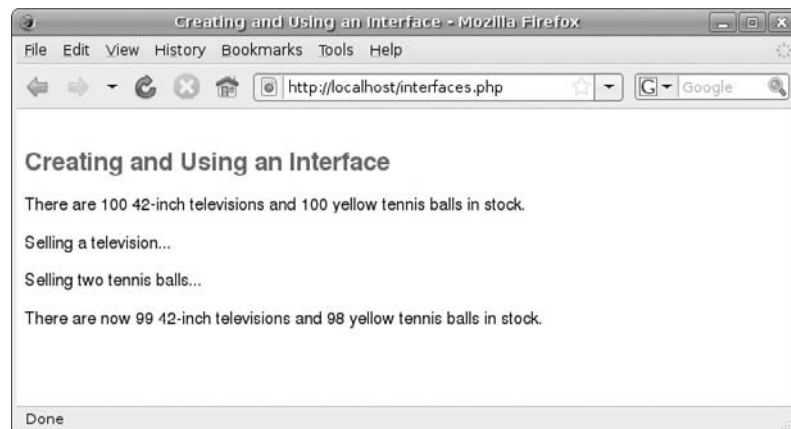 Creating and Using an Interface - Mozilla Firefox
File Edit View History Bookmarks Tools Help
http://localhost/interfaces.php
G Google
Creating and Using an Interface
There are 100 42-inch televisions and 100 yellow tennis balls in stock.
Selling a television...
Selling two tennis balls...
There are now 99 42-inch televisions and 98 yellow tennis balls in stock.
Done